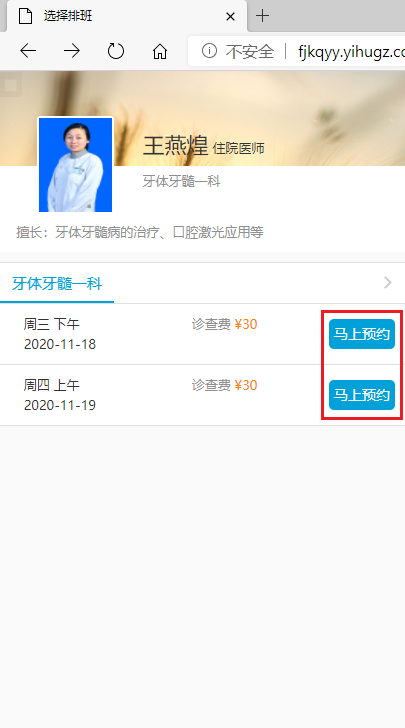 选择排班
不安全 fjkqyy.yihugz.co
王燕煌 住院医师
牙体牙髓一科
擅长：牙体牙髓病的治疗、口腔激光应用等
牙体牙髓一科
周三 下午 诊查费 ¥30 马上预约
2020-11-18
周四 上午 诊查费 ¥30 马上预约
2020-11-19